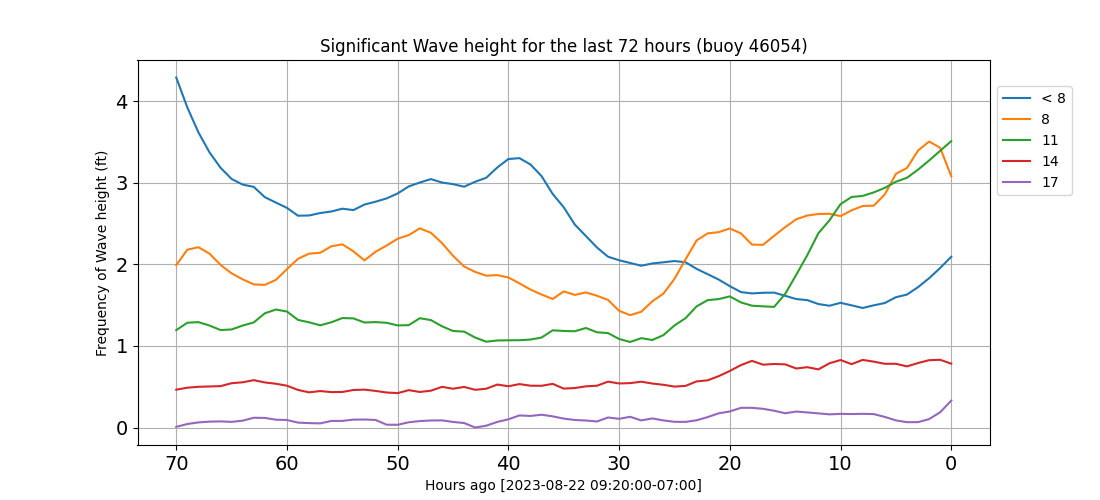 Significant Wave height for the last 72 hours (buoy 46054)
Frequency of Wave height (ft)
4
3
2
1
0
70 60 50 40 30 20 10 0
Hours ago [2023-08-22 09:20:00-07:00]
< 8
8
11
14
17